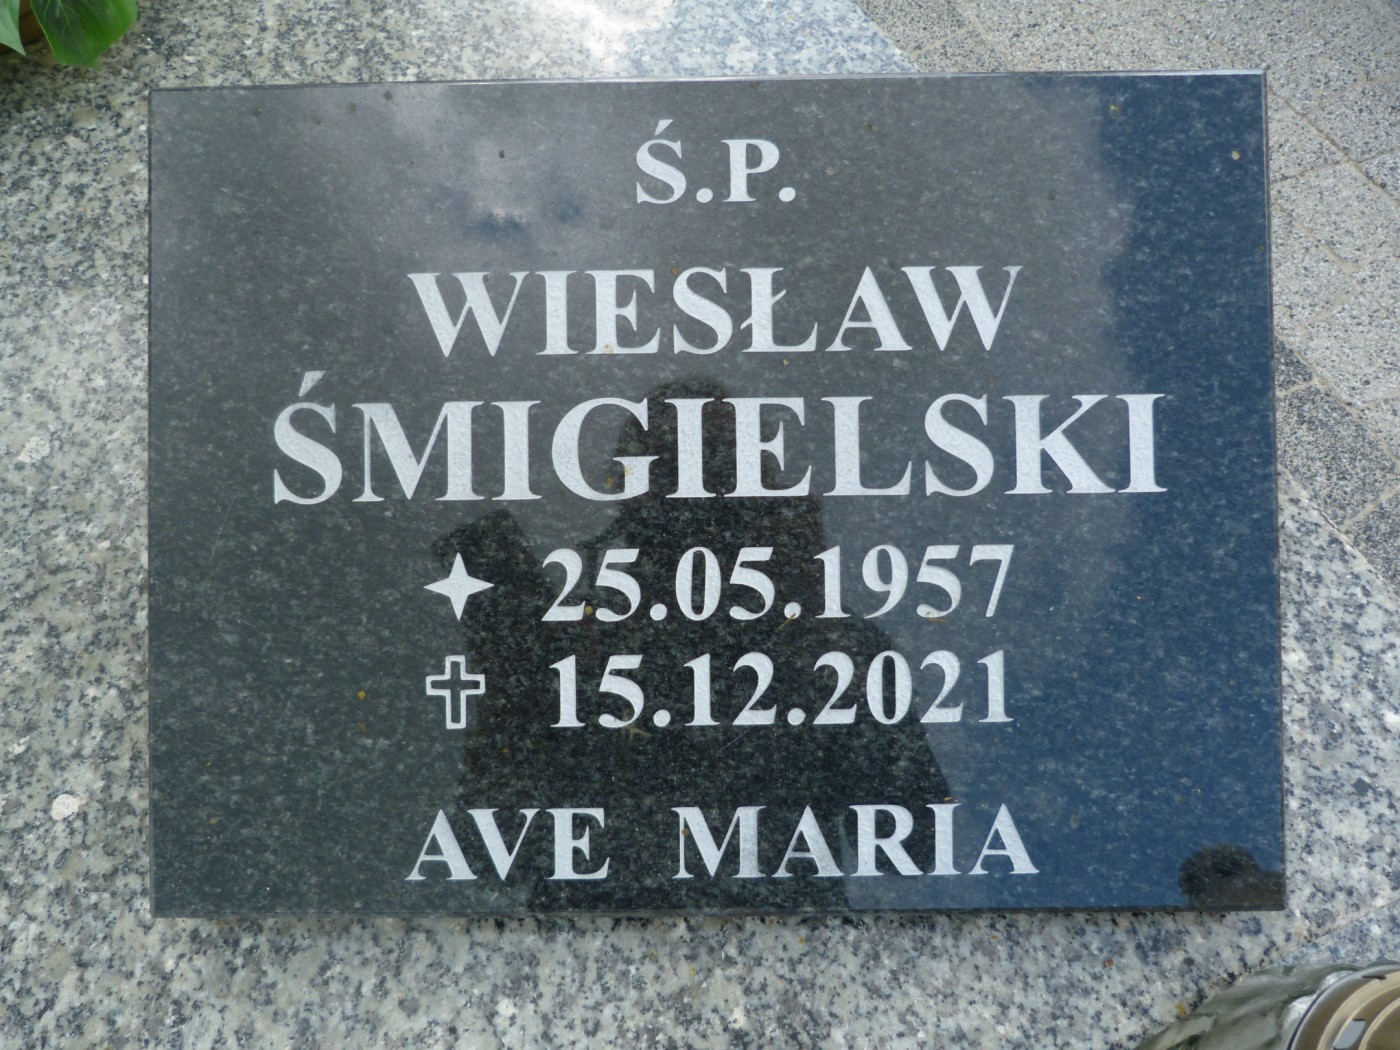 Ś.P.
WIESŁAW
ŚMIGIELSKI
✦ 25.05.1957
✝ 15.12.2021
AVE MARIA